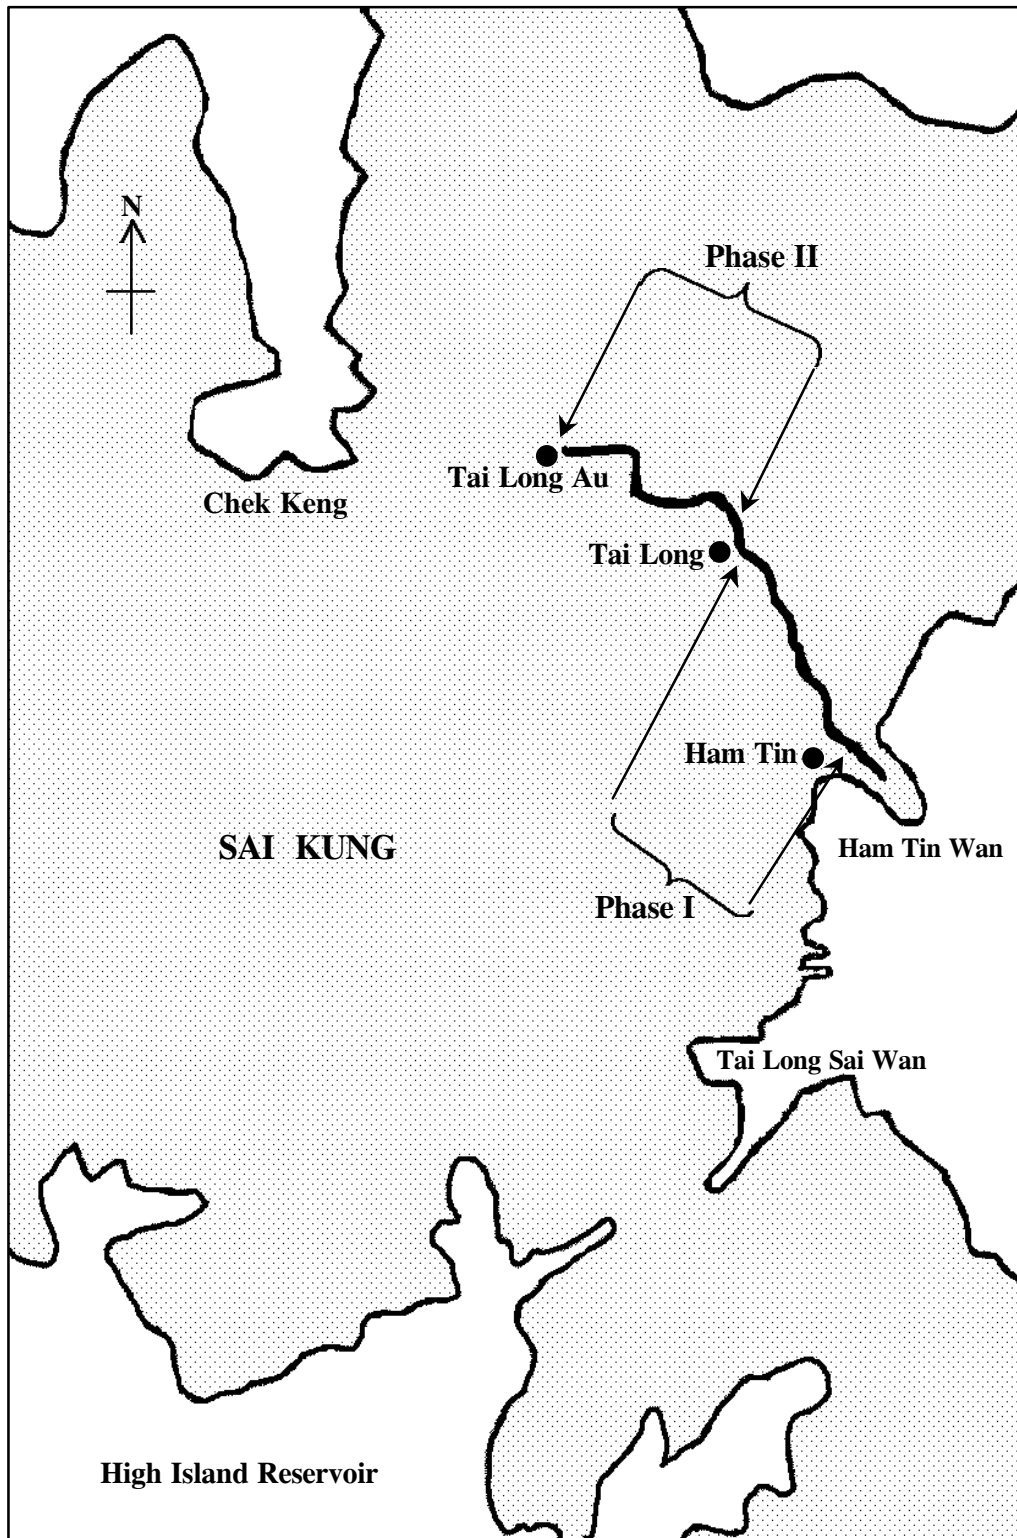 N
Phase II
Tai Long Au
Chek Keng
Tai Long
Ham Tin
SAI KUNG
Ham Tin Wan
Phase I
Tai Long Sai Wan
High Island Reservoir